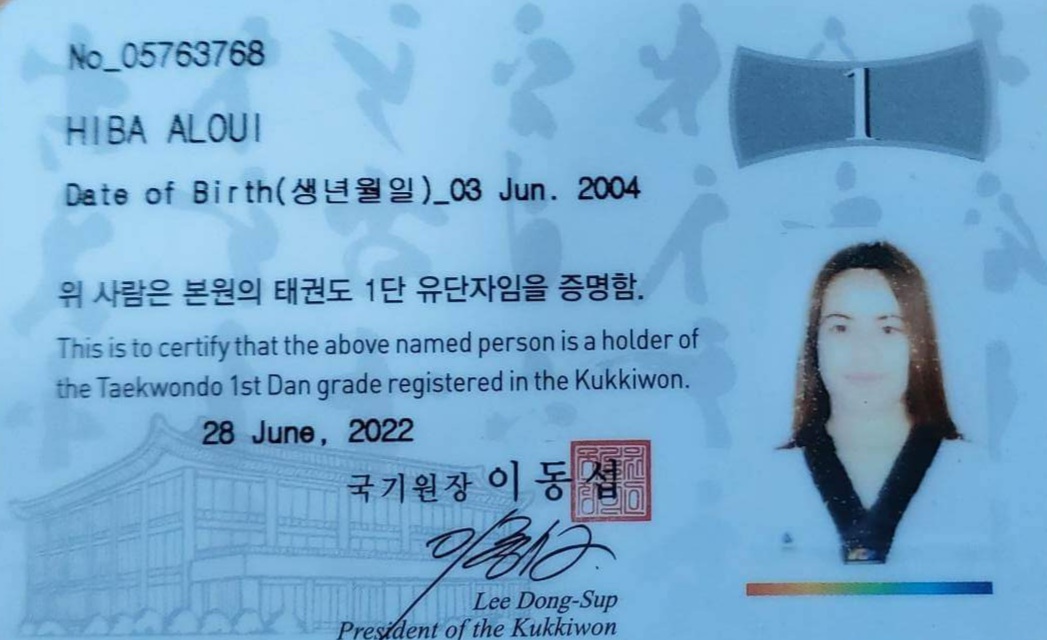 No_05763768
1
HIBA ALOUI
Date of Birth(생년월일)_03 Jun. 2004
위 사람은 본원의 태권도 1단 유단자임을 증명함.
This is to certify that the above named person is a holder of
the Taekwondo 1st Dan grade registered in the Kukkiwon.
28 June, 2022
국기원장 이동섭
Lee Dong-Sup
President of the Kukkiwon